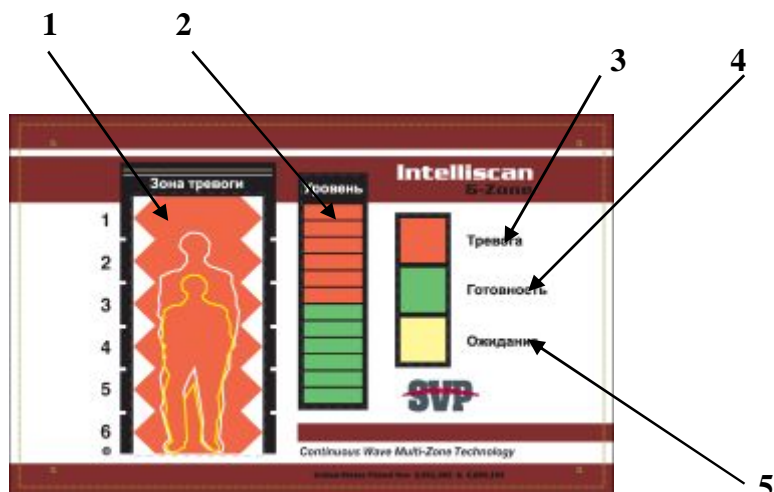 1 2 3 4
Intelliscan
6-Zone
Зона тревоги
Уровень
1
2
3
4
5
6
Тревога
Готовность
Ожидание
SVP
Continuous Wave Multi-Zone Technology
5